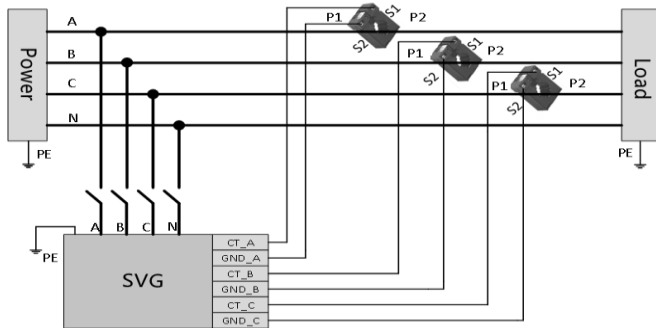 A
P1
S1
P2
S2
B
P1
S1
P2
S2
C
P1
S1
P2
S2
N
Power
Load
PE
PE
A
B
C
N
PE
SVG
CT_A
GND_A
CT_B
GND_B
CT_C
GND_C